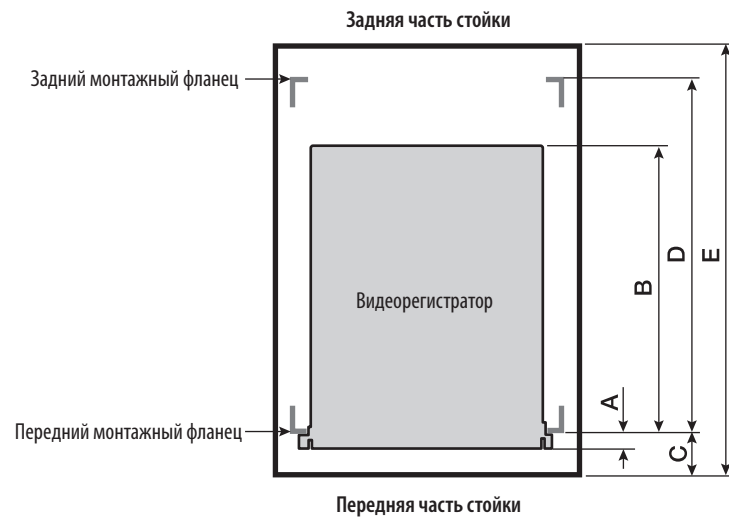 Задняя часть стойки
Задний монтажный фланец
D
E
B
Видеорегистратор
A
Передний монтажный фланец
C
Передняя часть стойки